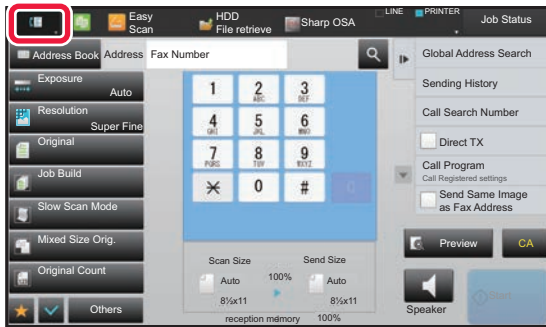 Easy Scan
HDD File retrieve
Sharp OSA
LINE
PRINTER
Job Status
Address Book
Address
Fax Number
Global Address Search
Exposure
Auto
Resolution
Super Fine
Original
Job Build
Slow Scan Mode
Mixed Size Orig.
Original Count
Others
1
2
ABC
3
DEF
4
GHI
5
JKL
6
MNO
7
PQRS
8
TUV
9
WXYZ
0
#
Sending History
Call Search Number
Direct TX
Call Program
Call Registered settings
Send Same Image as Fax Address
Preview
CA
Scan Size
Send Size
Auto
100%
Auto
8½x11
8½x11
reception memory
100%
Speaker
Start